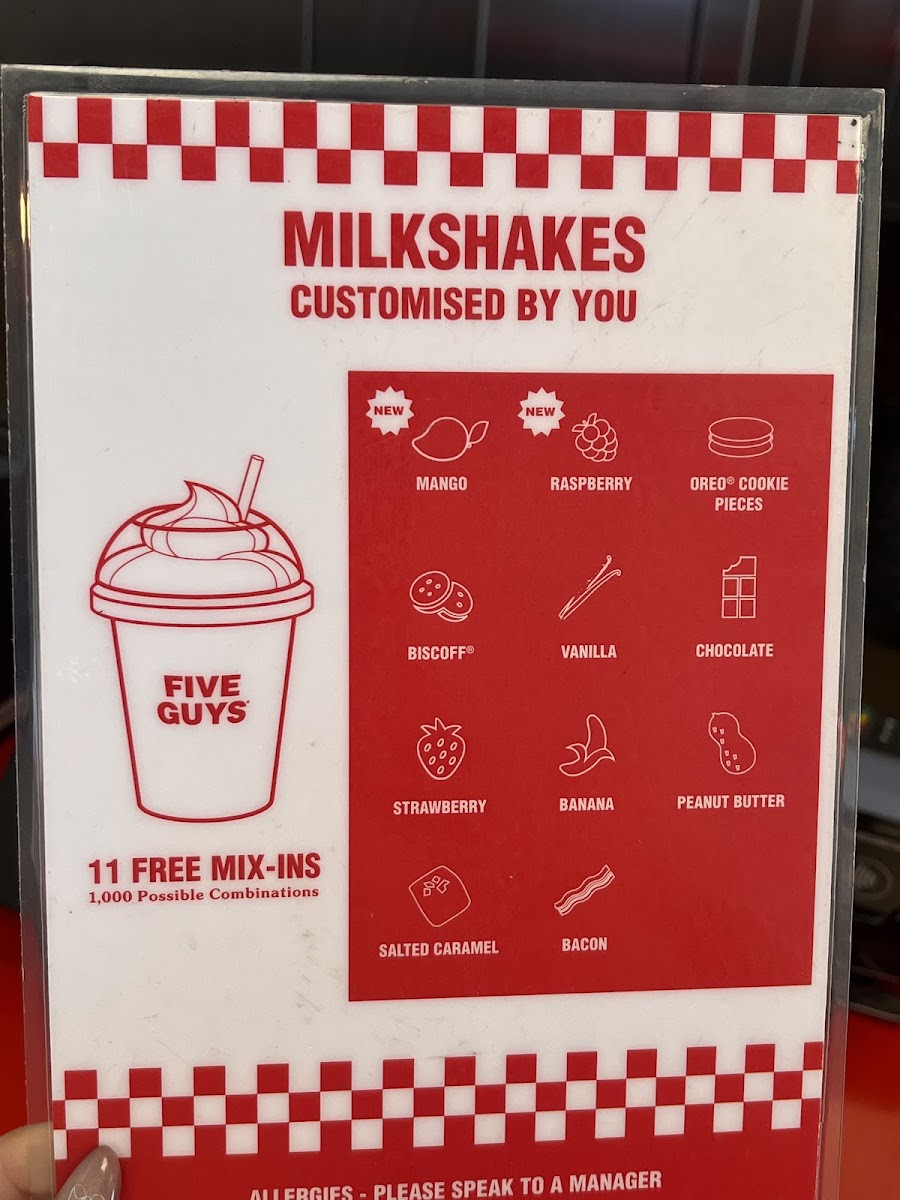 MILKSHAKES
CUSTOMISED BY YOU
NEW
MANGO
NEW
RASPBERRY
OREO® COOKIE
PIECES
BISCOFF®
VANILLA
CHOCOLATE
STRAWBERRY
BANANA
PEANUT BUTTER
SALTED CARAMEL
BACON
FIVE
GUYS
11 FREE MIX-INS
1,000 Possible Combinations
ALLERGIES - PLEASE SPEAK TO A MANAGER